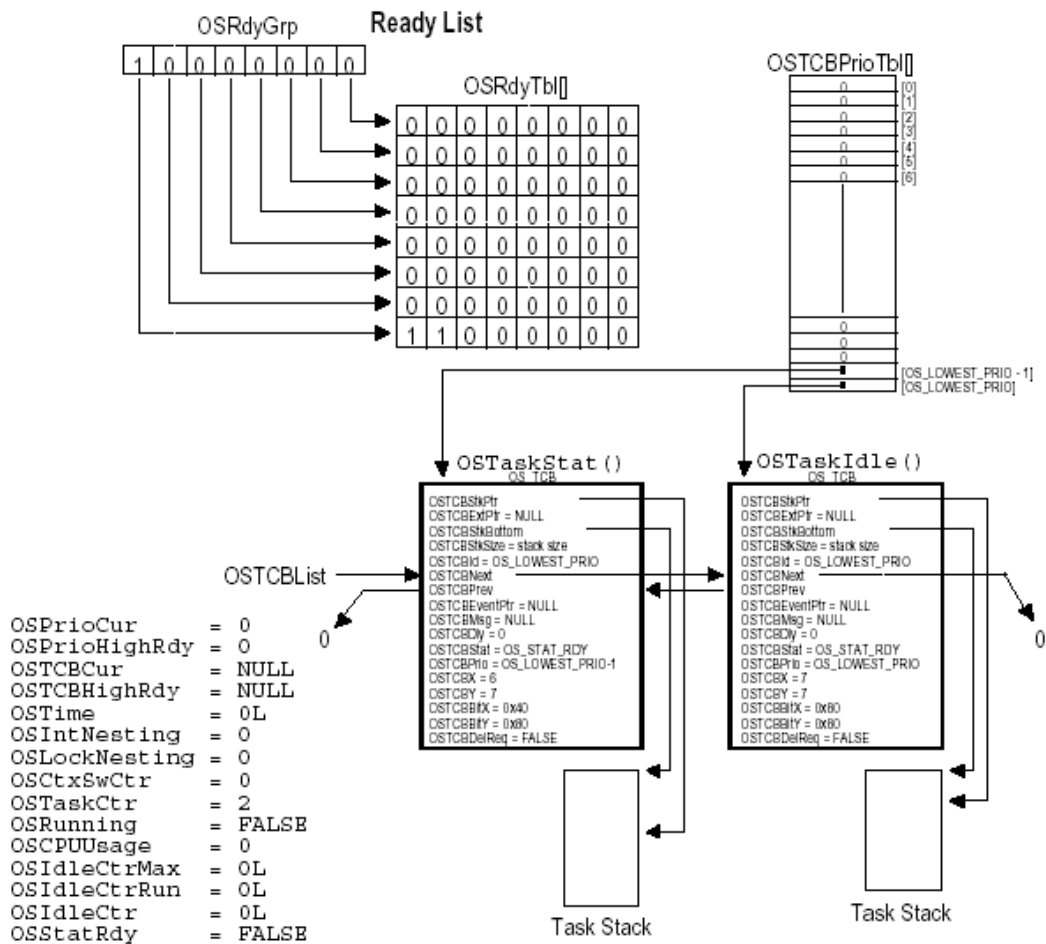 OSRdyGrp
Ready List
1 0 0 0 0 0 0 0
OSRdyTbl[]
0 0 0 0 0 0 0 0
0 0 0 0 0 0 0 0
0 0 0 0 0 0 0 0
0 0 0 0 0 0 0 0
0 0 0 0 0 0 0 0
0 0 0 0 0 0 0 0
0 0 0 0 0 0 0 0
1 1 0 0 0 0 0 0
OSTCBPrioTbl[]
0 [0]
0 [1]
0 [2]
0 [3]
0 [4]
0 [5]
0 [6]
0
0
0
[OS_LOWEST_PRIO - 1]
[OS_LOWEST_PRIO]
OSTaskStat()
OS_TCB
OSTCBStkPtr
OSTCBExtPtr = NULL
OSTCBStkBottom
OSTCBStkSize = stack size
OSTCBId = OS_LOWEST_PRIO
OSTCBNext
OSTCBPrev
OSTCBEventPtr = NULL
OSTCBMsg = NULL
OSTCBDly = 0
OSTCBStat = OS_STAT_RDY
OSTCBPrio = OS_LOWEST_PRIO-1
OSTCBX = 6
OSTCBY = 7
OSTCBBitX = 0x40
OSTCBBitY = 0x80
OSTCBDelReq = FALSE
OSTaskIdle()
OS_TCB
OSTCBStkPtr
OSTCBExtPtr = NULL
OSTCBStkBottom
OSTCBStkSize = stack size
OSTCBId = OS_LOWEST_PRIO
OSTCBNext
OSTCBPrev
OSTCBEventPtr = NULL
OSTCBMsg = NULL
OSTCBDly = 0
OSTCBStat = OS_STAT_RDY
OSTCBPrio = OS_LOWEST_PRIO
OSTCBX = 7
OSTCBY = 7
OSTCBBitX = 0x80
OSTCBBitY = 0x80
OSTCBDelReq = FALSE
OSTCBList
0
0
OSPrioCur = 0
OSPrioHighRdy = 0
OSTCBCur = NULL
OSTCBHighRdy = NULL
OSTime = 0L
OSIntNesting = 0
OSLockNesting = 0
OSCtxSwCtr = 0
OSTaskCtr = 2
OSRunning = FALSE
OSCPUUsage = 0
OSIdleCtrMax = 0L
OSIdleCtrRun = 0L
OSIdleCtr = 0L
OSStatRdy = FALSE
Task Stack
Task Stack